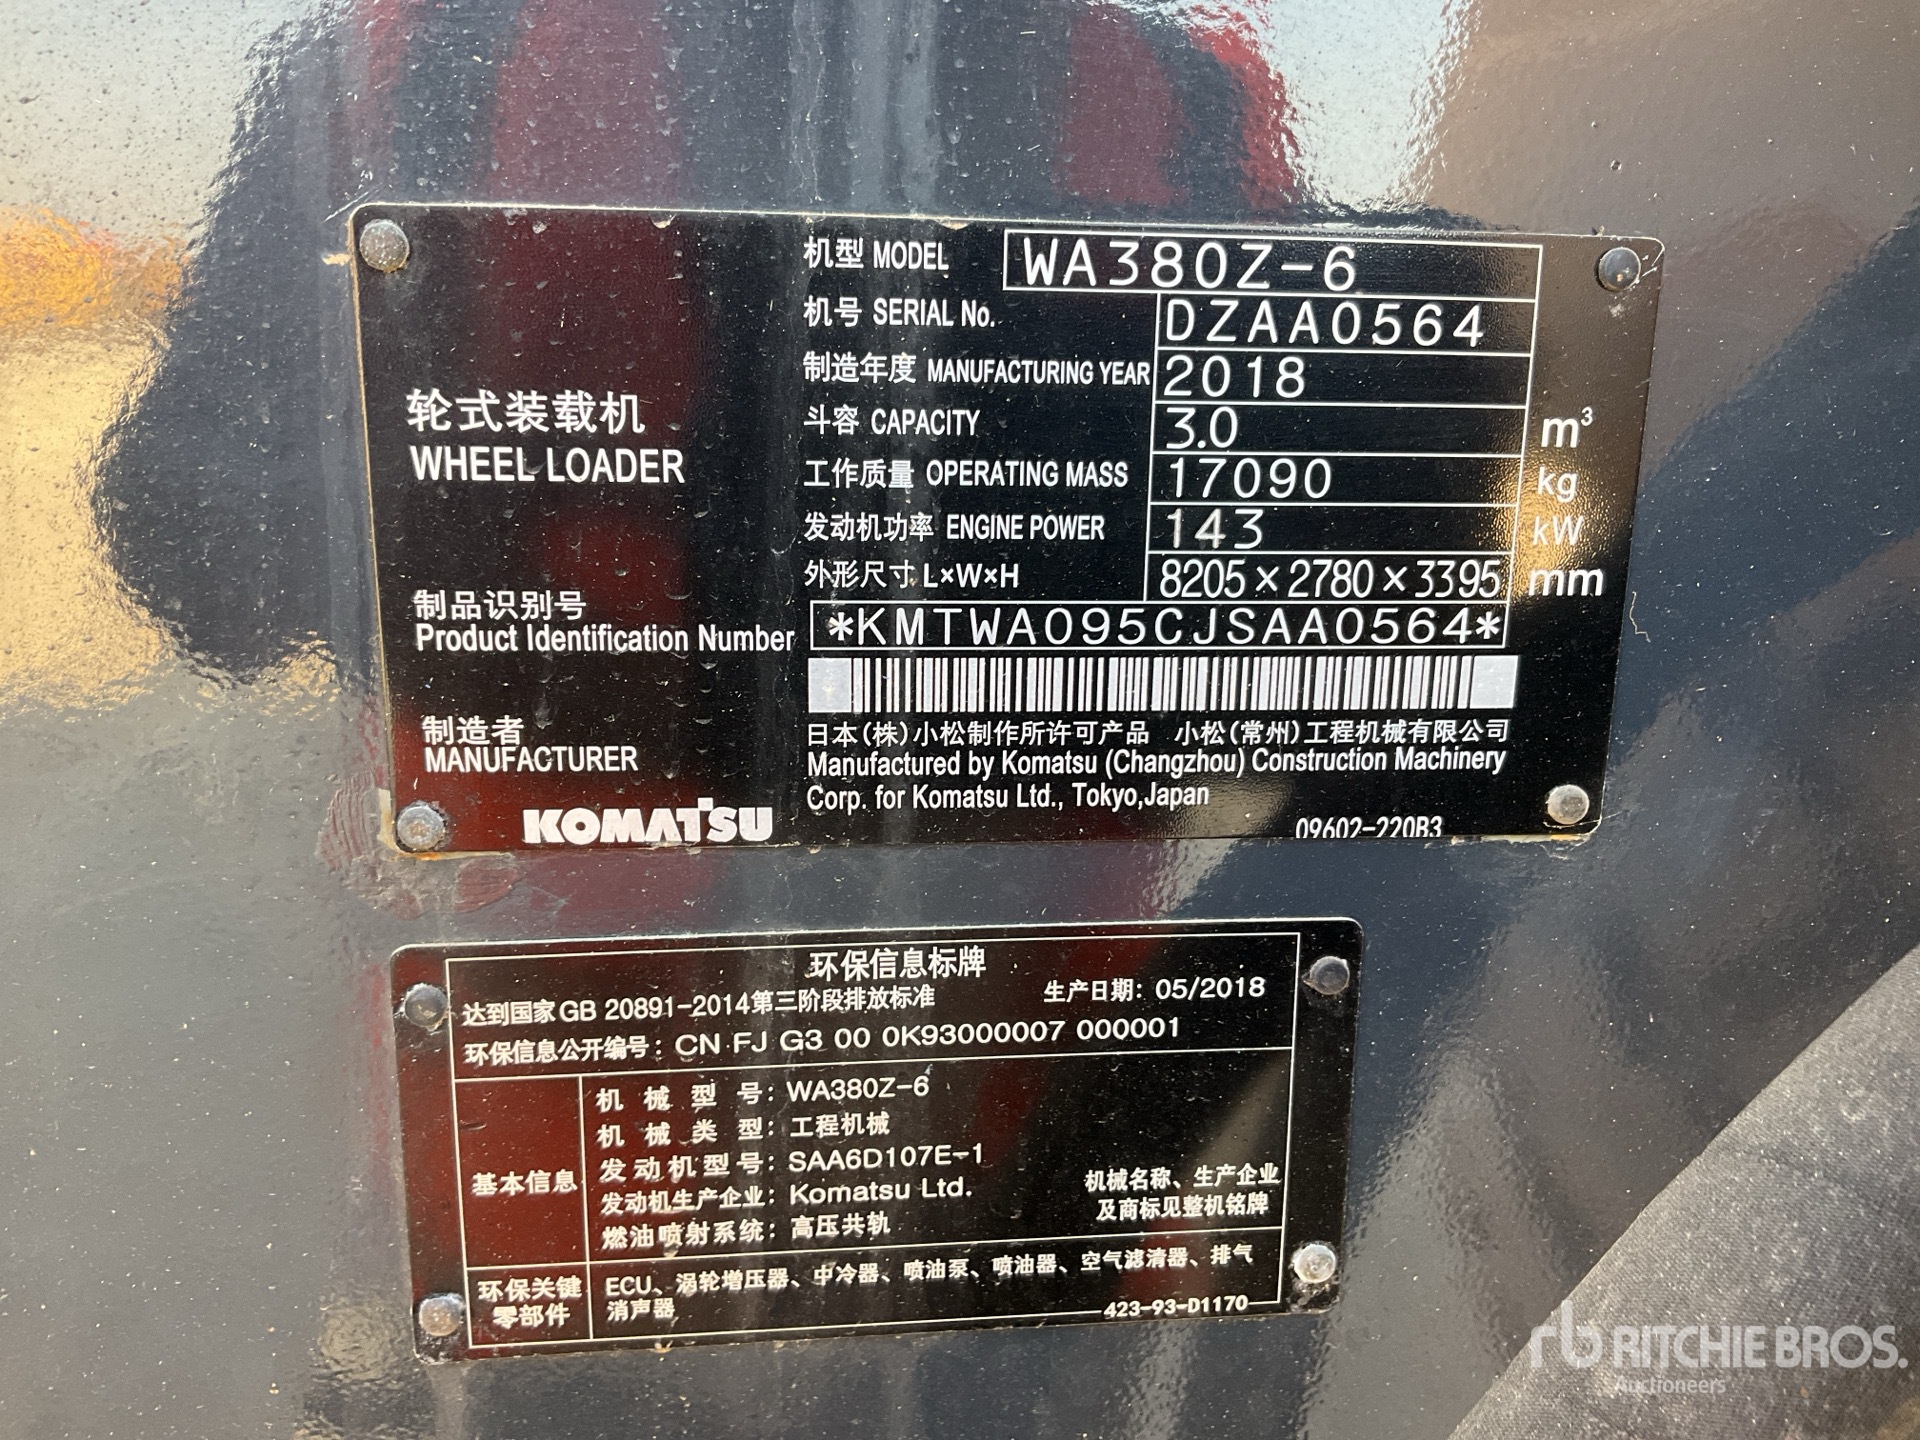 机型 MODEL WA380Z-6
机号 SERIAL No. DZAA0564
制造年度 MANUFACTURING YEAR 2018
斗容 CAPACITY 3.0 m³
工作质量 OPERATING MASS 17090 kg
发动机功率 ENGINE POWER 143 kW
外形尺寸 L×W×H 8205×2780×3395 mm
轮式装载机
WHEEL LOADER
制品识别号
Product Identification Number *KMTWA095CJSAA0564*
制造者
MANUFACTURER
日本(株)小松制作所许可产品 小松(常州)工程机械有限公司
Manufactured by Komatsu (Changzhou) Construction Machinery
Corp. for Komatsu Ltd., Tokyo,Japan
KOMATSU
09602-220B3
环保信息标牌
达到国家GB 20891-2014第三阶段排放标准 生产日期: 05/2018
环保信息公开编号: CN FJ G3 00 0K93000007 000001
基本信息
机械型号: WA380Z-6
机械类型: 工程机械
发动机型号: SAA6D107E-1
发动机生产企业: Komatsu Ltd.
燃油喷射系统: 高压共轨
机械名称、生产企业
及商标见整机铭牌
环保关键
零部件
ECU、涡轮增压器、中冷器、喷油泵、喷油器、空气滤清器、排气
消声器
423-93-D1170
rb RITCHIE BROS.
Auctioneers